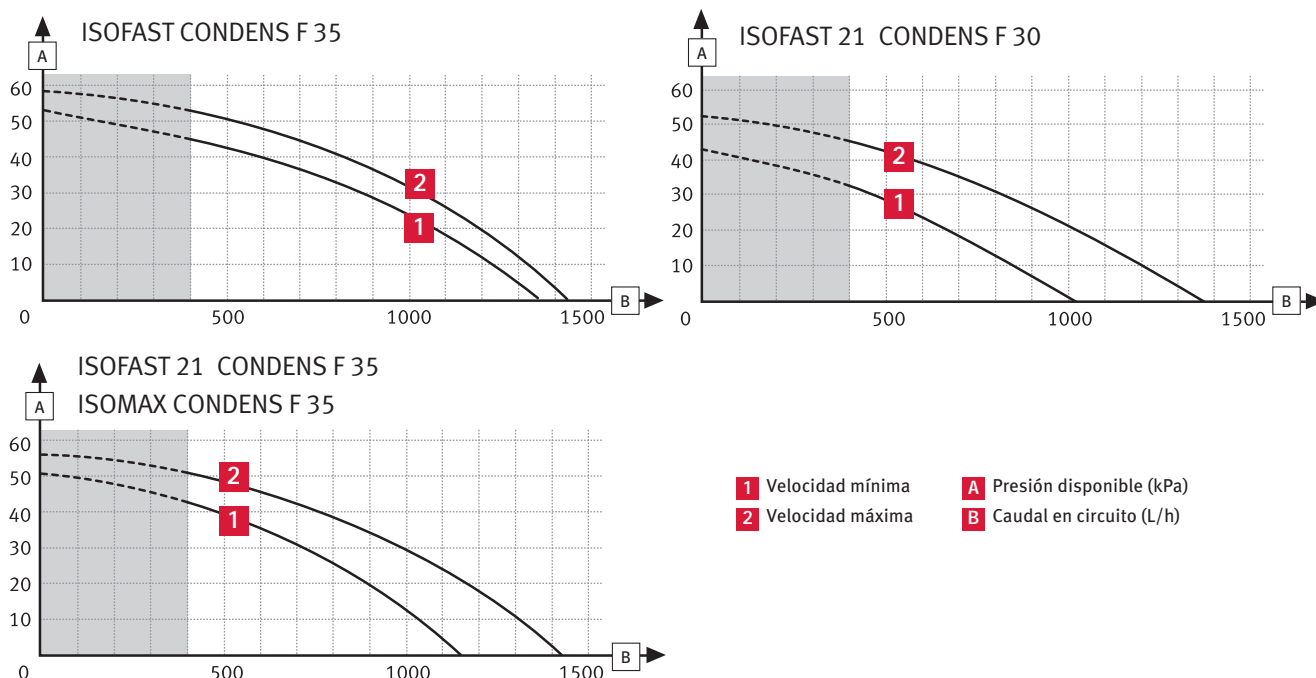 ISOFAST CONDENS F 35
A
60
50
40
30
20
10
0
500
1000
1500
B
2
1
ISOFAST 21 CONDENS F 30
A
60
50
40
30
20
10
0
500
1000
1500
B
2
1
ISOFAST 21 CONDENS F 35
ISOMAX CONDENS F 35
A
60
50
40
30
20
10
0
500
1000
1500
B
2
1
1 Velocidad mínima
2 Velocidad máxima
A Presión disponible (kPa)
B Caudal en circuito (L/h)